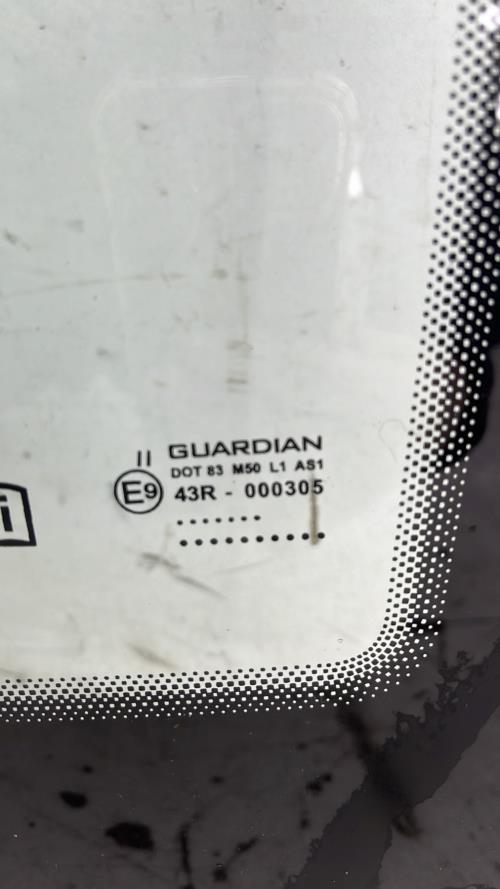 II GUARDIAN
DOT 83 M50 L1 AS1
E9 43R - 000305
i